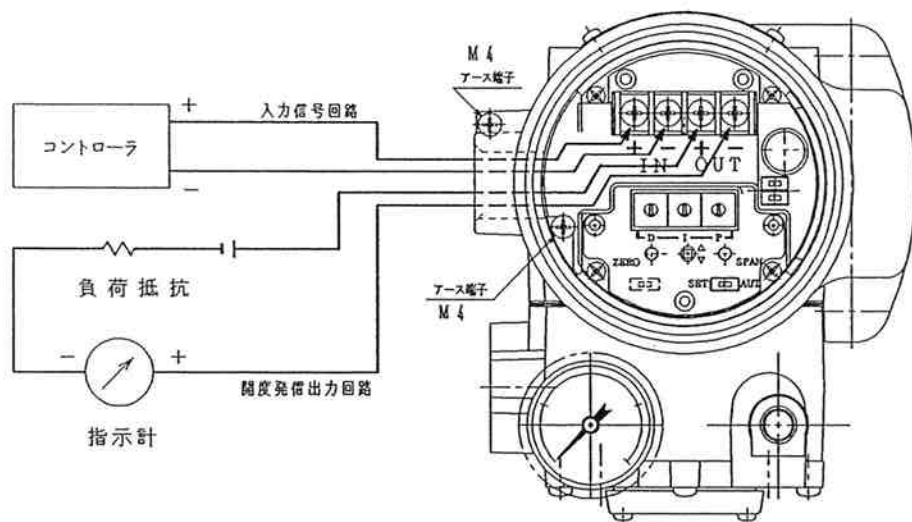 M4
アース端子
+
入力信号回路
コントローラ
-
+ - + -
IN OUT
D I P
ZERO - SPAN
SET AUT
負荷抵抗
アース端子
M4
- +
開度発信出力回路
指示計